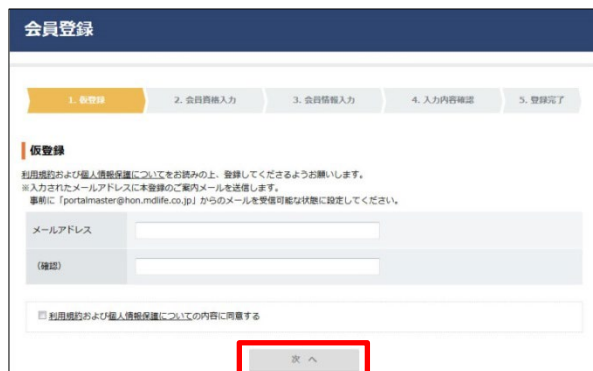 会員登録
1. 仮登録
2. 会員資格入力
3. 会員情報入力
4. 入力内容確認
5. 登録完了
仮登録
利用規約および個人情報保護についてをお読みの上、登録してくださるようお願いします。
※入力されたメールアドレスに本登録のご案内メールを送信します。
事前に「portalmaster@hon.mdlife.co.jp」からのメールを受信可能な状態に設定してください。
メールアドレス
(確認)
利用規約および個人情報保護についての内容に同意する
次 へ